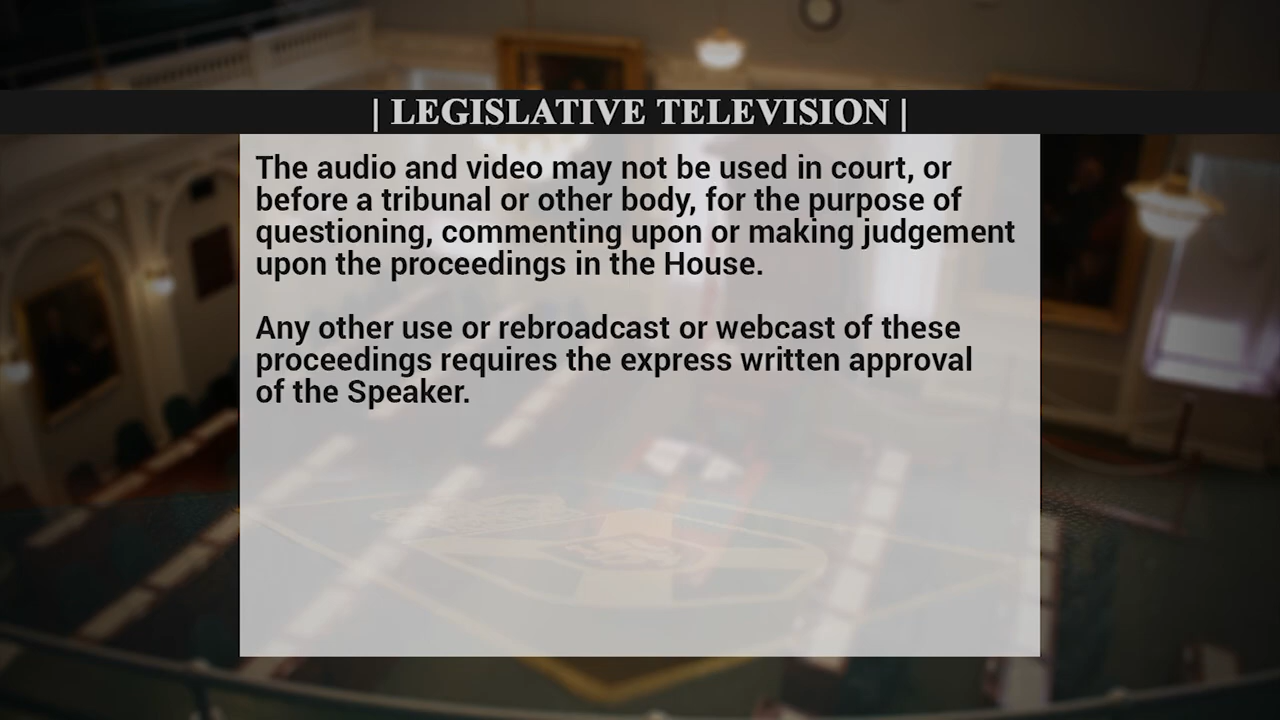 | LEGISLATIVE TELEVISION |
The audio and video may not be used in court, or
before a tribunal or other body, for the purpose of
questioning, commenting upon or making judgement
upon the proceedings in the House.
Any other use or rebroadcast or webcast of these
proceedings requires the express written approval
of the Speaker.